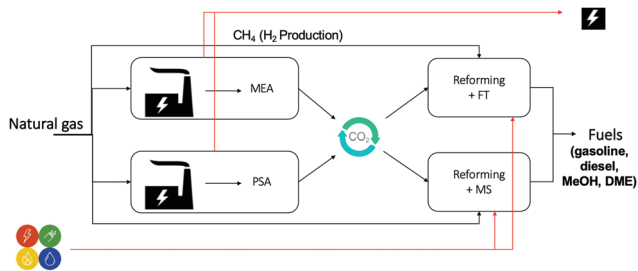 CH₄ (H₂ Production)
MEA
Reforming
+ FT
Natural gas
CO₂
Fuels
(gasoline,
diesel,
MeOH, DME)
PSA
Reforming
+ MS